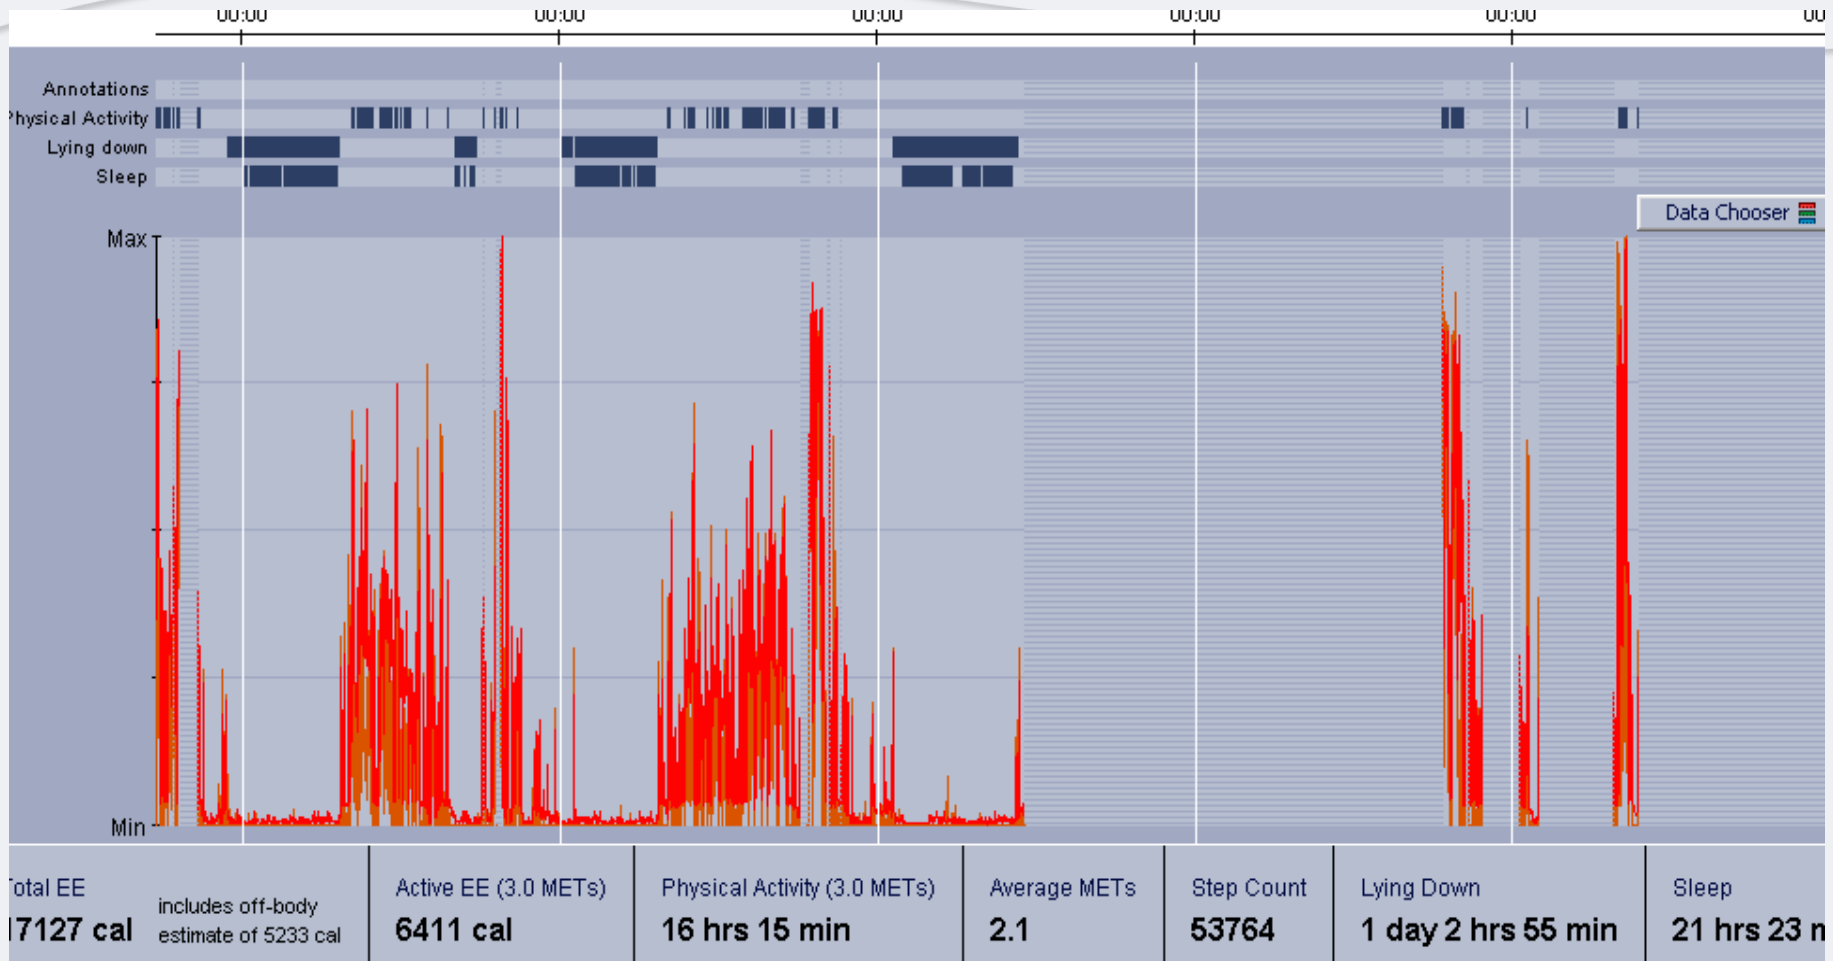 00:00 00:00 00:00 00:00 00:00 00
Annotations
Physical Activity
Lying down
Sleep
Data Chooser
Max
Min
Total EE
17127 cal
includes off-body
estimate of 5233 cal
Active EE (3.0 METs)
6411 cal
Physical Activity (3.0 METs)
16 hrs 15 min
Average METs
2.1
Step Count
53764
Lying Down
1 day 2 hrs 55 min
Sleep
21 hrs 23 m